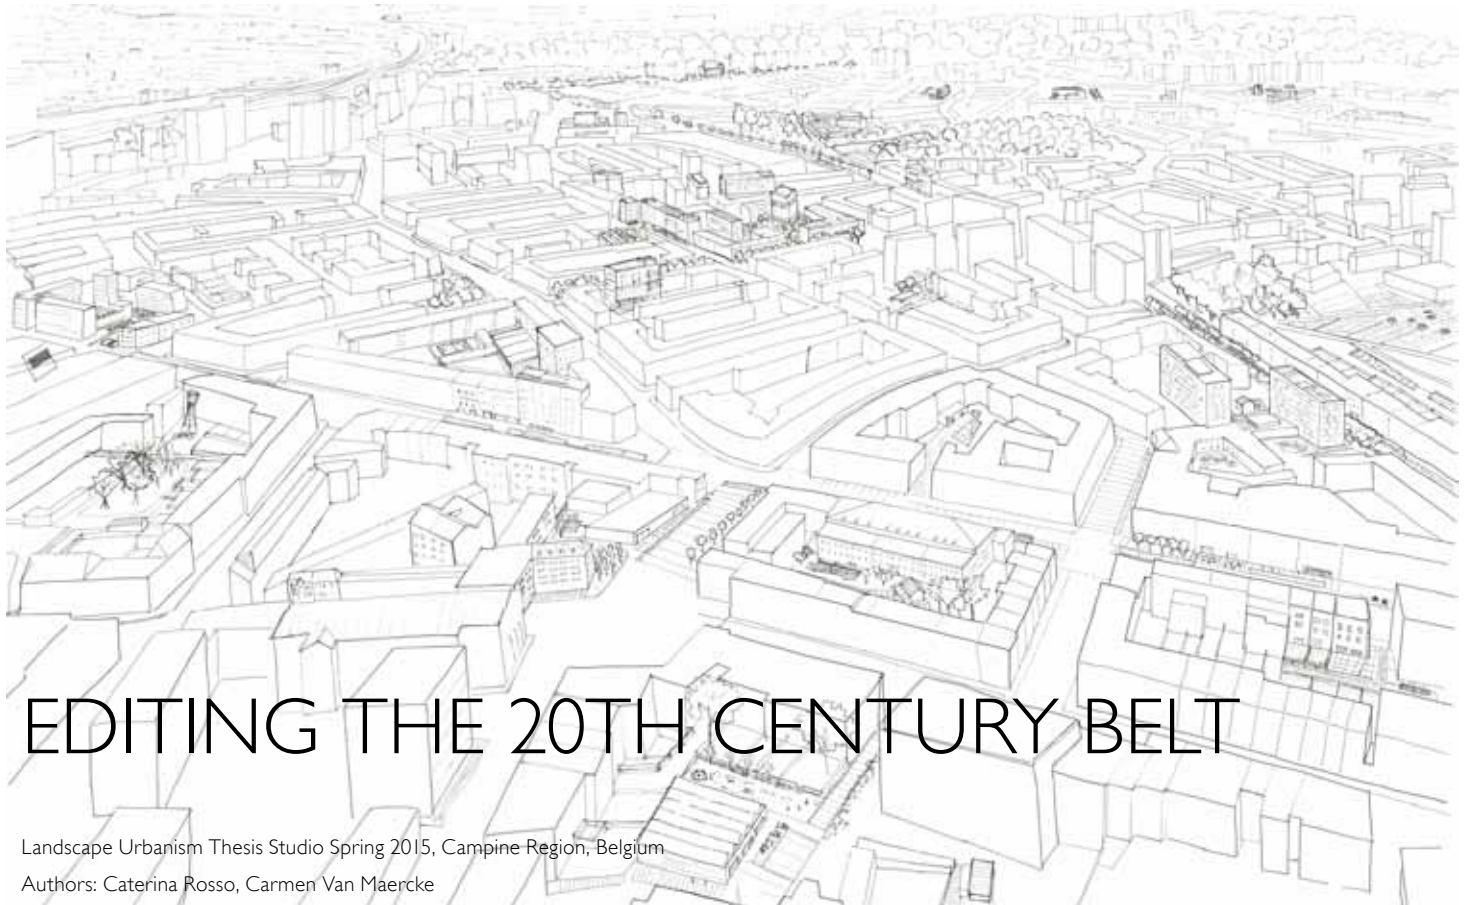 EDITING THE 20TH CENTURY BELT
Landscape Urbanism Thesis Studio Spring 2015, Campine Region, Belgium
Authors: Caterina Rosso, Carmen Van Maercke